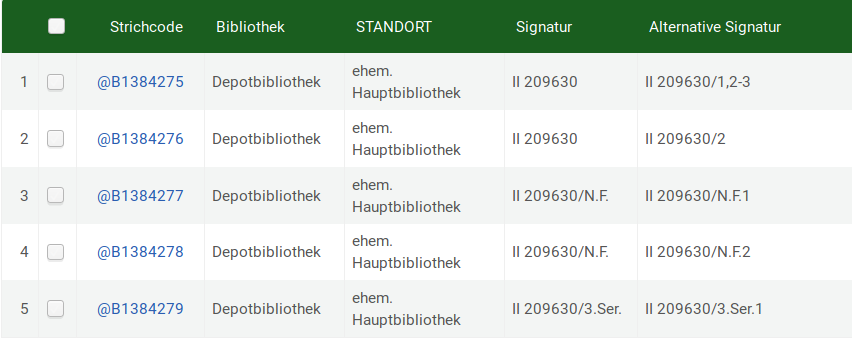 Strichcode Bibliothek STANDORT Signatur Alternative Signatur
1 @B1384275 Depotbibliothek ehem. Hauptbibliothek II 209630 II 209630/1,2-3
2 @B1384276 Depotbibliothek ehem. Hauptbibliothek II 209630 II 209630/2
3 @B1384277 Depotbibliothek ehem. Hauptbibliothek II 209630/N.F. II 209630/N.F.1
4 @B1384278 Depotbibliothek ehem. Hauptbibliothek II 209630/N.F. II 209630/N.F.2
5 @B1384279 Depotbibliothek ehem. Hauptbibliothek II 209630/3.Ser. II 209630/3.Ser.1